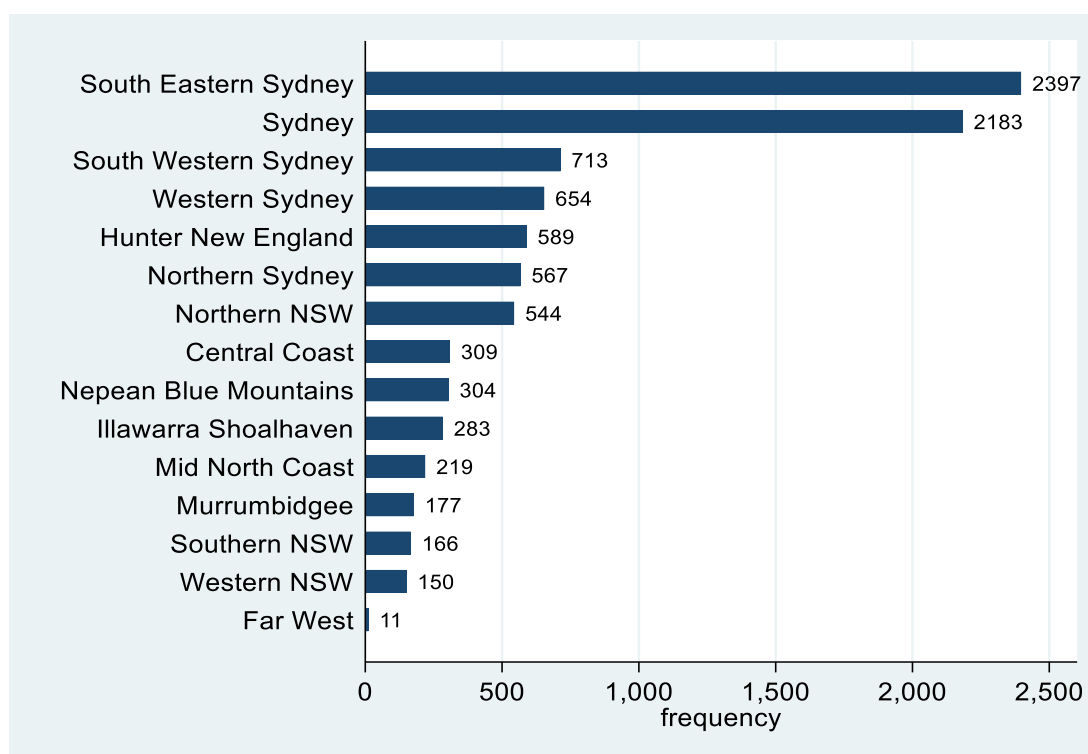 South Eastern Sydney 2397
Sydney 2183
South Western Sydney 713
Western Sydney 654
Hunter New England 589
Northern Sydney 567
Northern NSW 544
Central Coast 309
Nepean Blue Mountains 304
Illawarra Shoalhaven 283
Mid North Coast 219
Murrumbidgee 177
Southern NSW 166
Western NSW 150
Far West 11
0 500 1,000 1,500 2,000 2,500
frequency